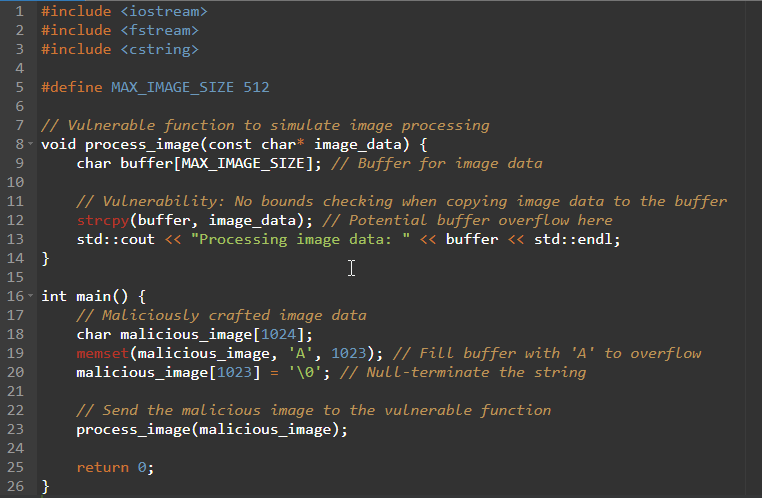 1 #include <iostream>
2 #include <fstream>
3 #include <cstring>
4
5 #define MAX_IMAGE_SIZE 512
6
7 // Vulnerable function to simulate image processing
8 void process_image(const char* image_data) {
9     char buffer[MAX_IMAGE_SIZE]; // Buffer for image data
10
11     // Vulnerability: No bounds checking when copying image data to the buffer
12     strcpy(buffer, image_data); // Potential buffer overflow here
13     std::cout << "Processing image data: " << buffer << std::endl;
14 }
15
16 int main() {
17     // Maliciously crafted image data
18     char malicious_image[1024];
19     memset(malicious_image, 'A', 1023); // Fill buffer with 'A' to overflow
20     malicious_image[1023] = '\0'; // Null-terminate the string
21
22     // Send the malicious image to the vulnerable function
23     process_image(malicious_image);
24
25     return 0;
26 }